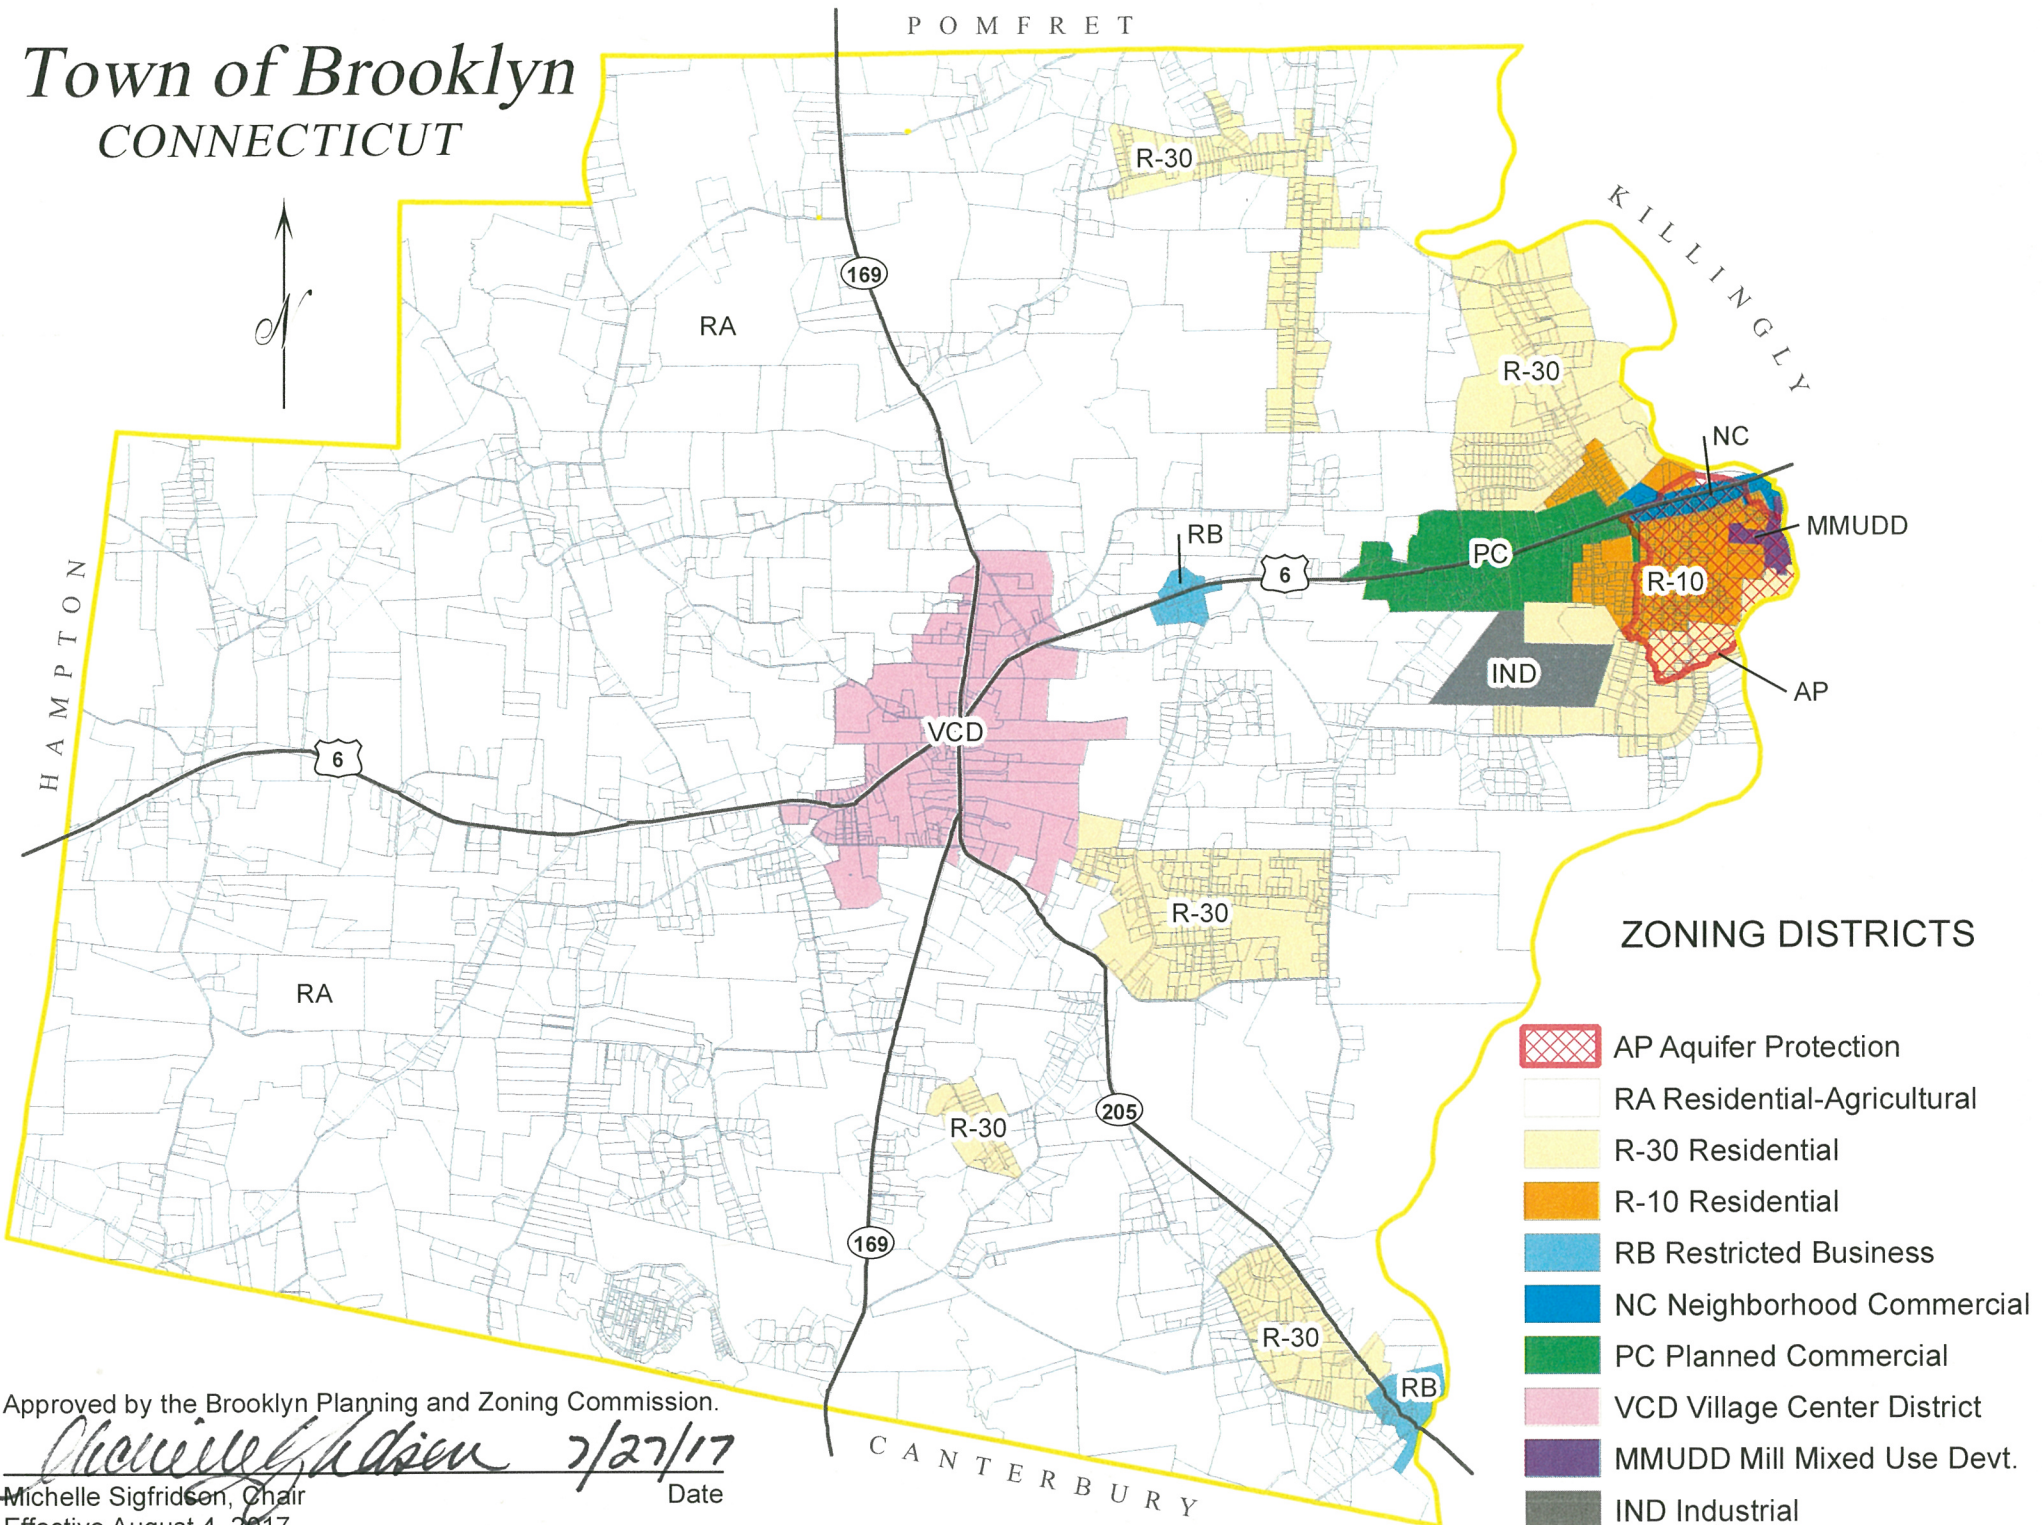 POMFRET
Town of Brooklyn
CONNECTICUT
N
R-30
KILLINGLY
169
RA
R-30
NC
RB
MMUDD
PC
6
R-10
HAMPTON
IND
AP
VCD
6
R-30
ZONING DISTRICTS
RA
AP Aquifer Protection
RA Residential-Agricultural
R-30
205
R-30 Residential
R-10 Residential
169
RB Restricted Business
NC Neighborhood Commercial
R-30
PC Planned Commercial
RB
VCD Village Center District
MMUDD Mill Mixed Use Devt.
IND Industrial
Approved by the Brooklyn Planning and Zoning Commission.
7/27/17
CANTERBURY
Michelle Sigfridson, Chair
Date
Effective August 4, 2017